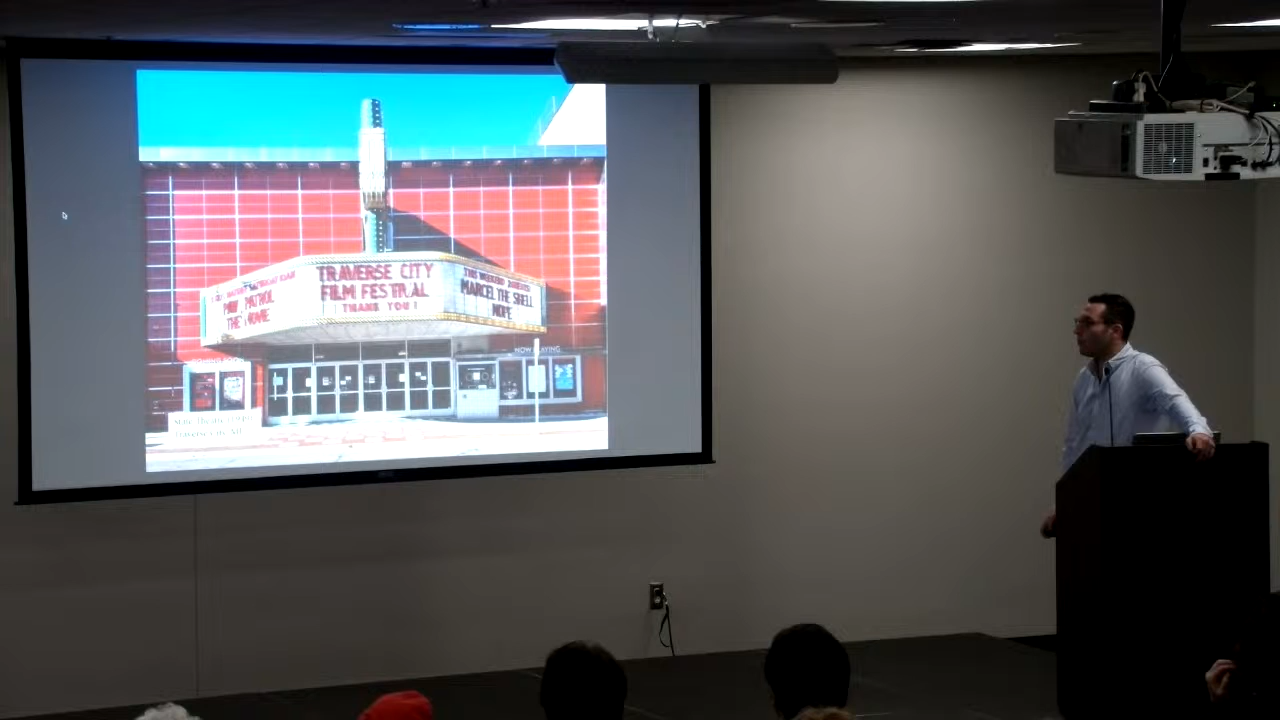 TRAVERSE CITY
FILM FESTIVAL
THANK YOU!
PAW PATROL
THE MOVIE
MARCEL THE SHELL
NOPE
NOW PLAYING